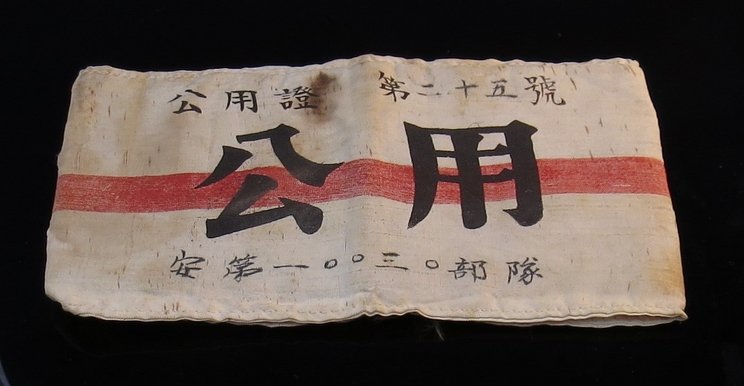 公用證 第二十五號
公用
安第一〇〇三〇部隊